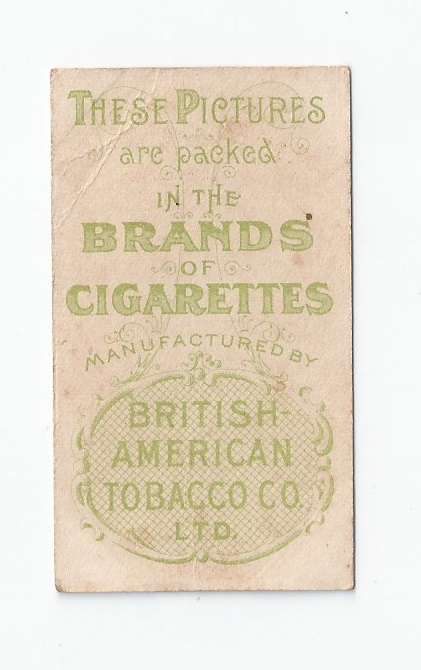 THESE PICTURES
are packed
IN THE
BRANDS
OF
CIGARETTES
MANUFACTURED BY
BRITISH-
AMERICAN
TOBACCO CO.
LTD.